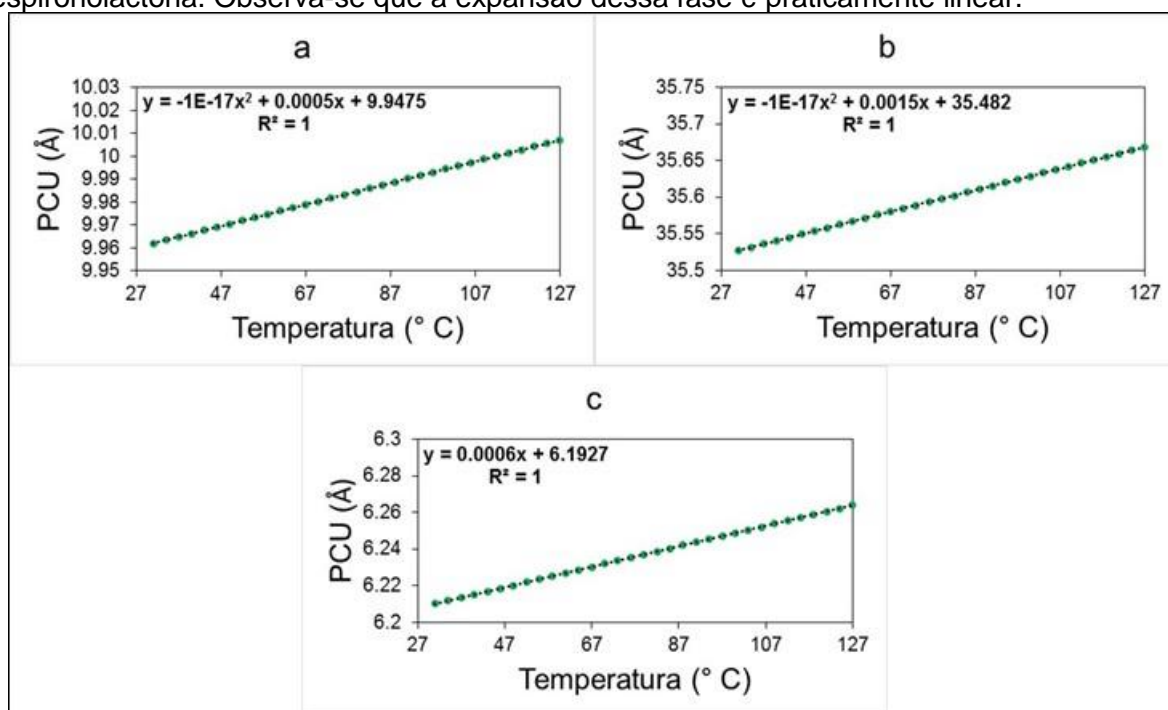 espironolactona. Observa-se que a expansão dessa fase é praticamente linear.
a
10.03
10.02
10.01
10
9.99
9.98
9.97
9.96
9.95
y = -1E-17x² + 0.0005x + 9.9475
R² = 1
PCU (Å)
27 47 67 87 107 127
Temperatura (° C)
b
35.75
35.7
35.65
35.6
35.55
35.5
y = -1E-17x² + 0.0015x + 35.482
R² = 1
PCU (Å)
27 47 67 87 107 127
Temperatura (° C)
c
6.3
6.28
6.26
6.24
6.22
6.2
y = 0.0006x + 6.1927
R² = 1
PCU (Å)
27 47 67 87 107 127
Temperatura (° C)